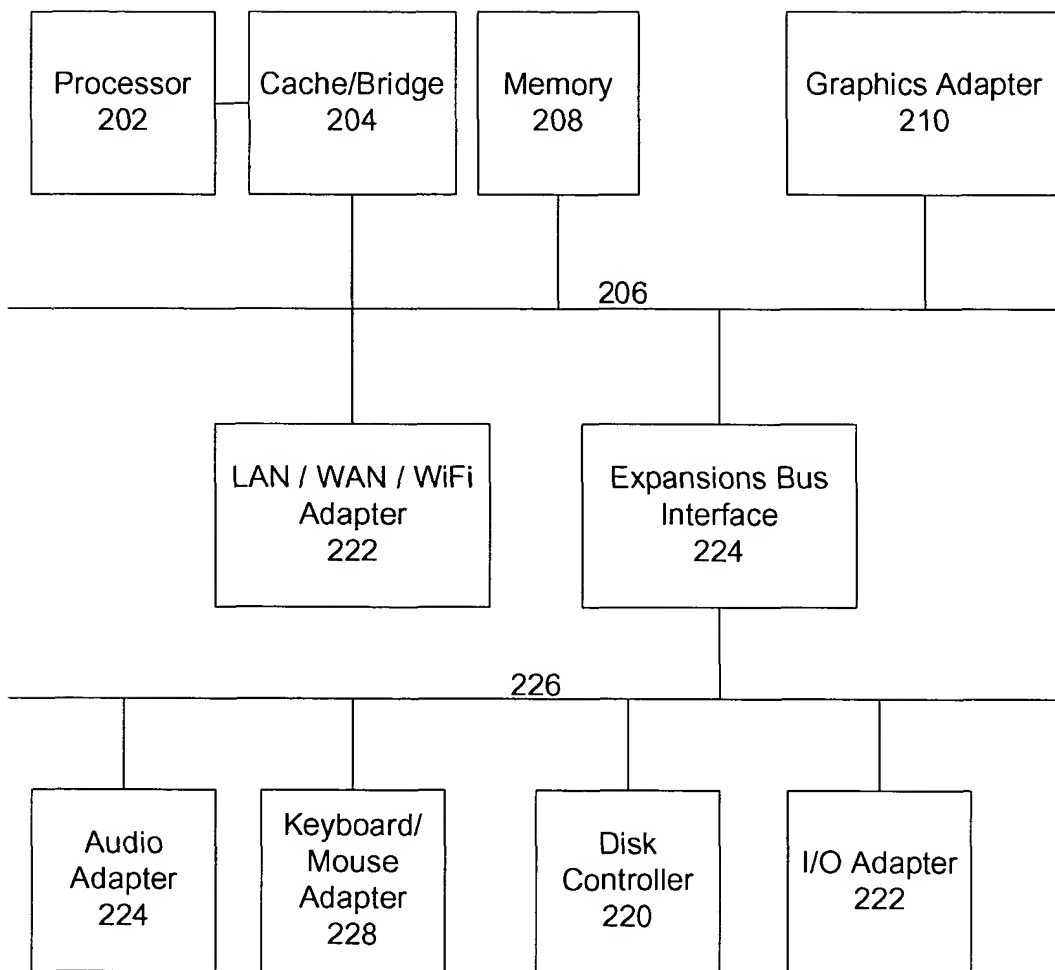 Processor
202
Cache/Bridge
204
Memory
208
Graphics Adapter
210
206
LAN / WAN / WiFi
Adapter
222
Expansions Bus
Interface
224
226
Audio
Adapter
224
Keyboard/
Mouse
Adapter
228
Disk
Controller
220
I/O Adapter
222